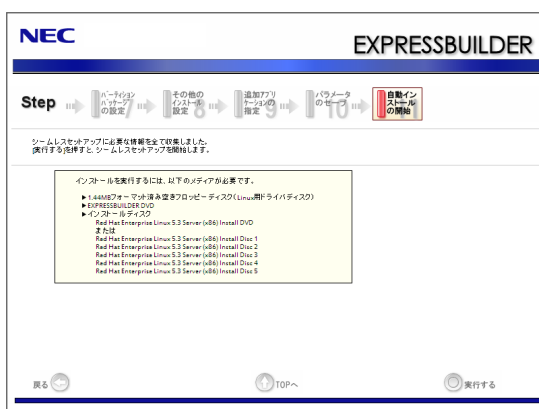 NEC
EXPRESSBUILDER
Step
パーティション
パッケージ
の設定
7
その他の
インストール
設定
8
追加アプリ
ケーションの
指定
9
パラメータ
のセーブ
10
自動イン
ストール
の開始
11
シームレスセットアップに必要な情報を全て収集しました。
[実行する]を押すと、シームレスセットアップを開始します。
インストールを実行するには、以下のメディアが必要です。
▶1.44MBフォーマット済み空きフロッピーディスク(Linux用ドライバディスク)
▶EXPRESSBUILDER DVD
▶インストールディスク
Red Hat Enterprise Linux 5.3 Server (x86) Install DVD
または
Red Hat Enterprise Linux 5.3 Server (x86) Install Disc 1
Red Hat Enterprise Linux 5.3 Server (x86) Install Disc 2
Red Hat Enterprise Linux 5.3 Server (x86) Install Disc 3
Red Hat Enterprise Linux 5.3 Server (x86) Install Disc 4
Red Hat Enterprise Linux 5.3 Server (x86) Install Disc 5
戻る
TOPへ
実行する